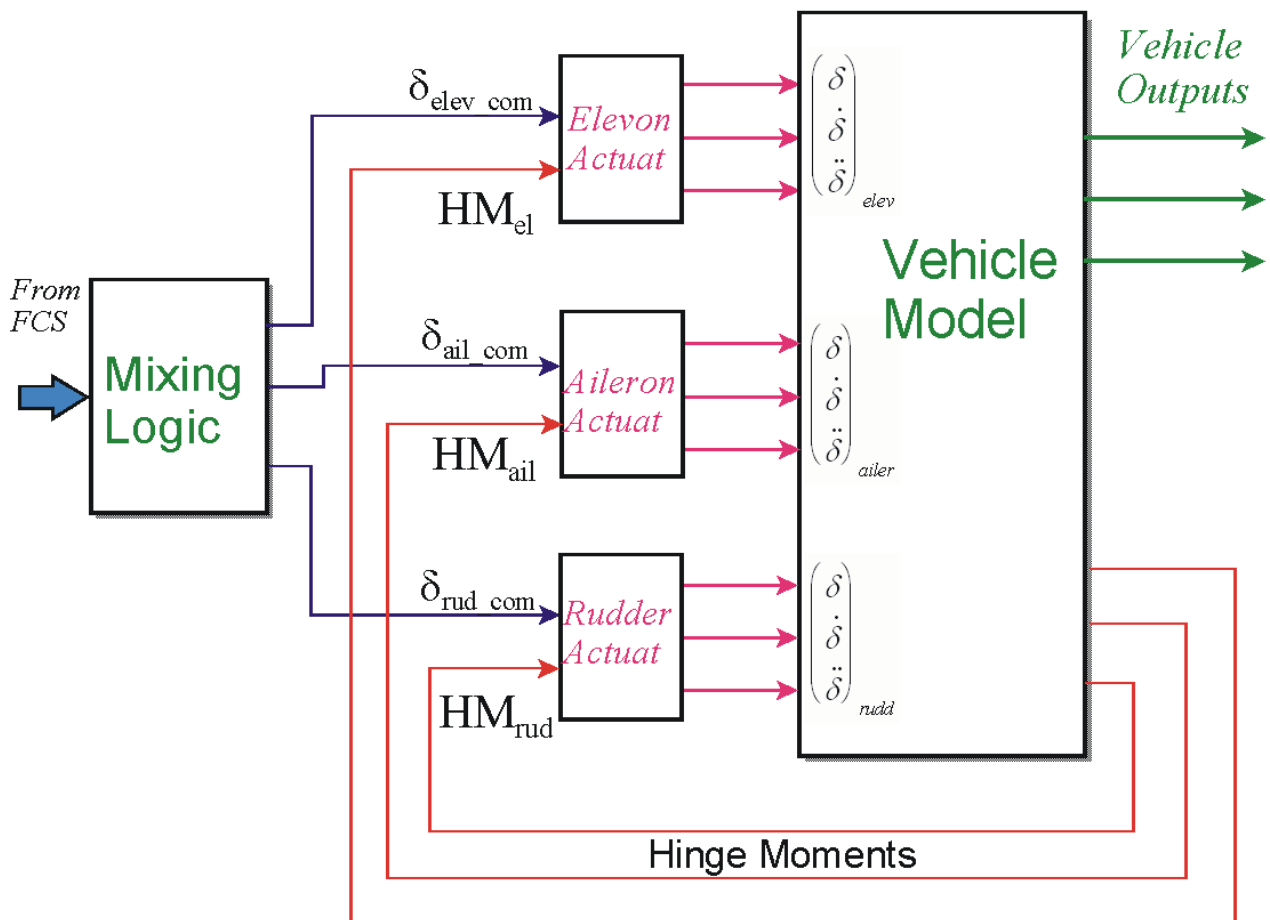 From
FCS
Mixing
Logic
δelev_com
HMel
Elevon
Actuat
δ
δ̇
δ̈
elev
δail_com
HMail
Aileron
Actuat
δ
δ̇
δ̈
ailer
δrud_com
HMrud
Rudder
Actuat
δ
δ̇
δ̈
rudd
Vehicle
Model
Vehicle
Outputs
Hinge Moments